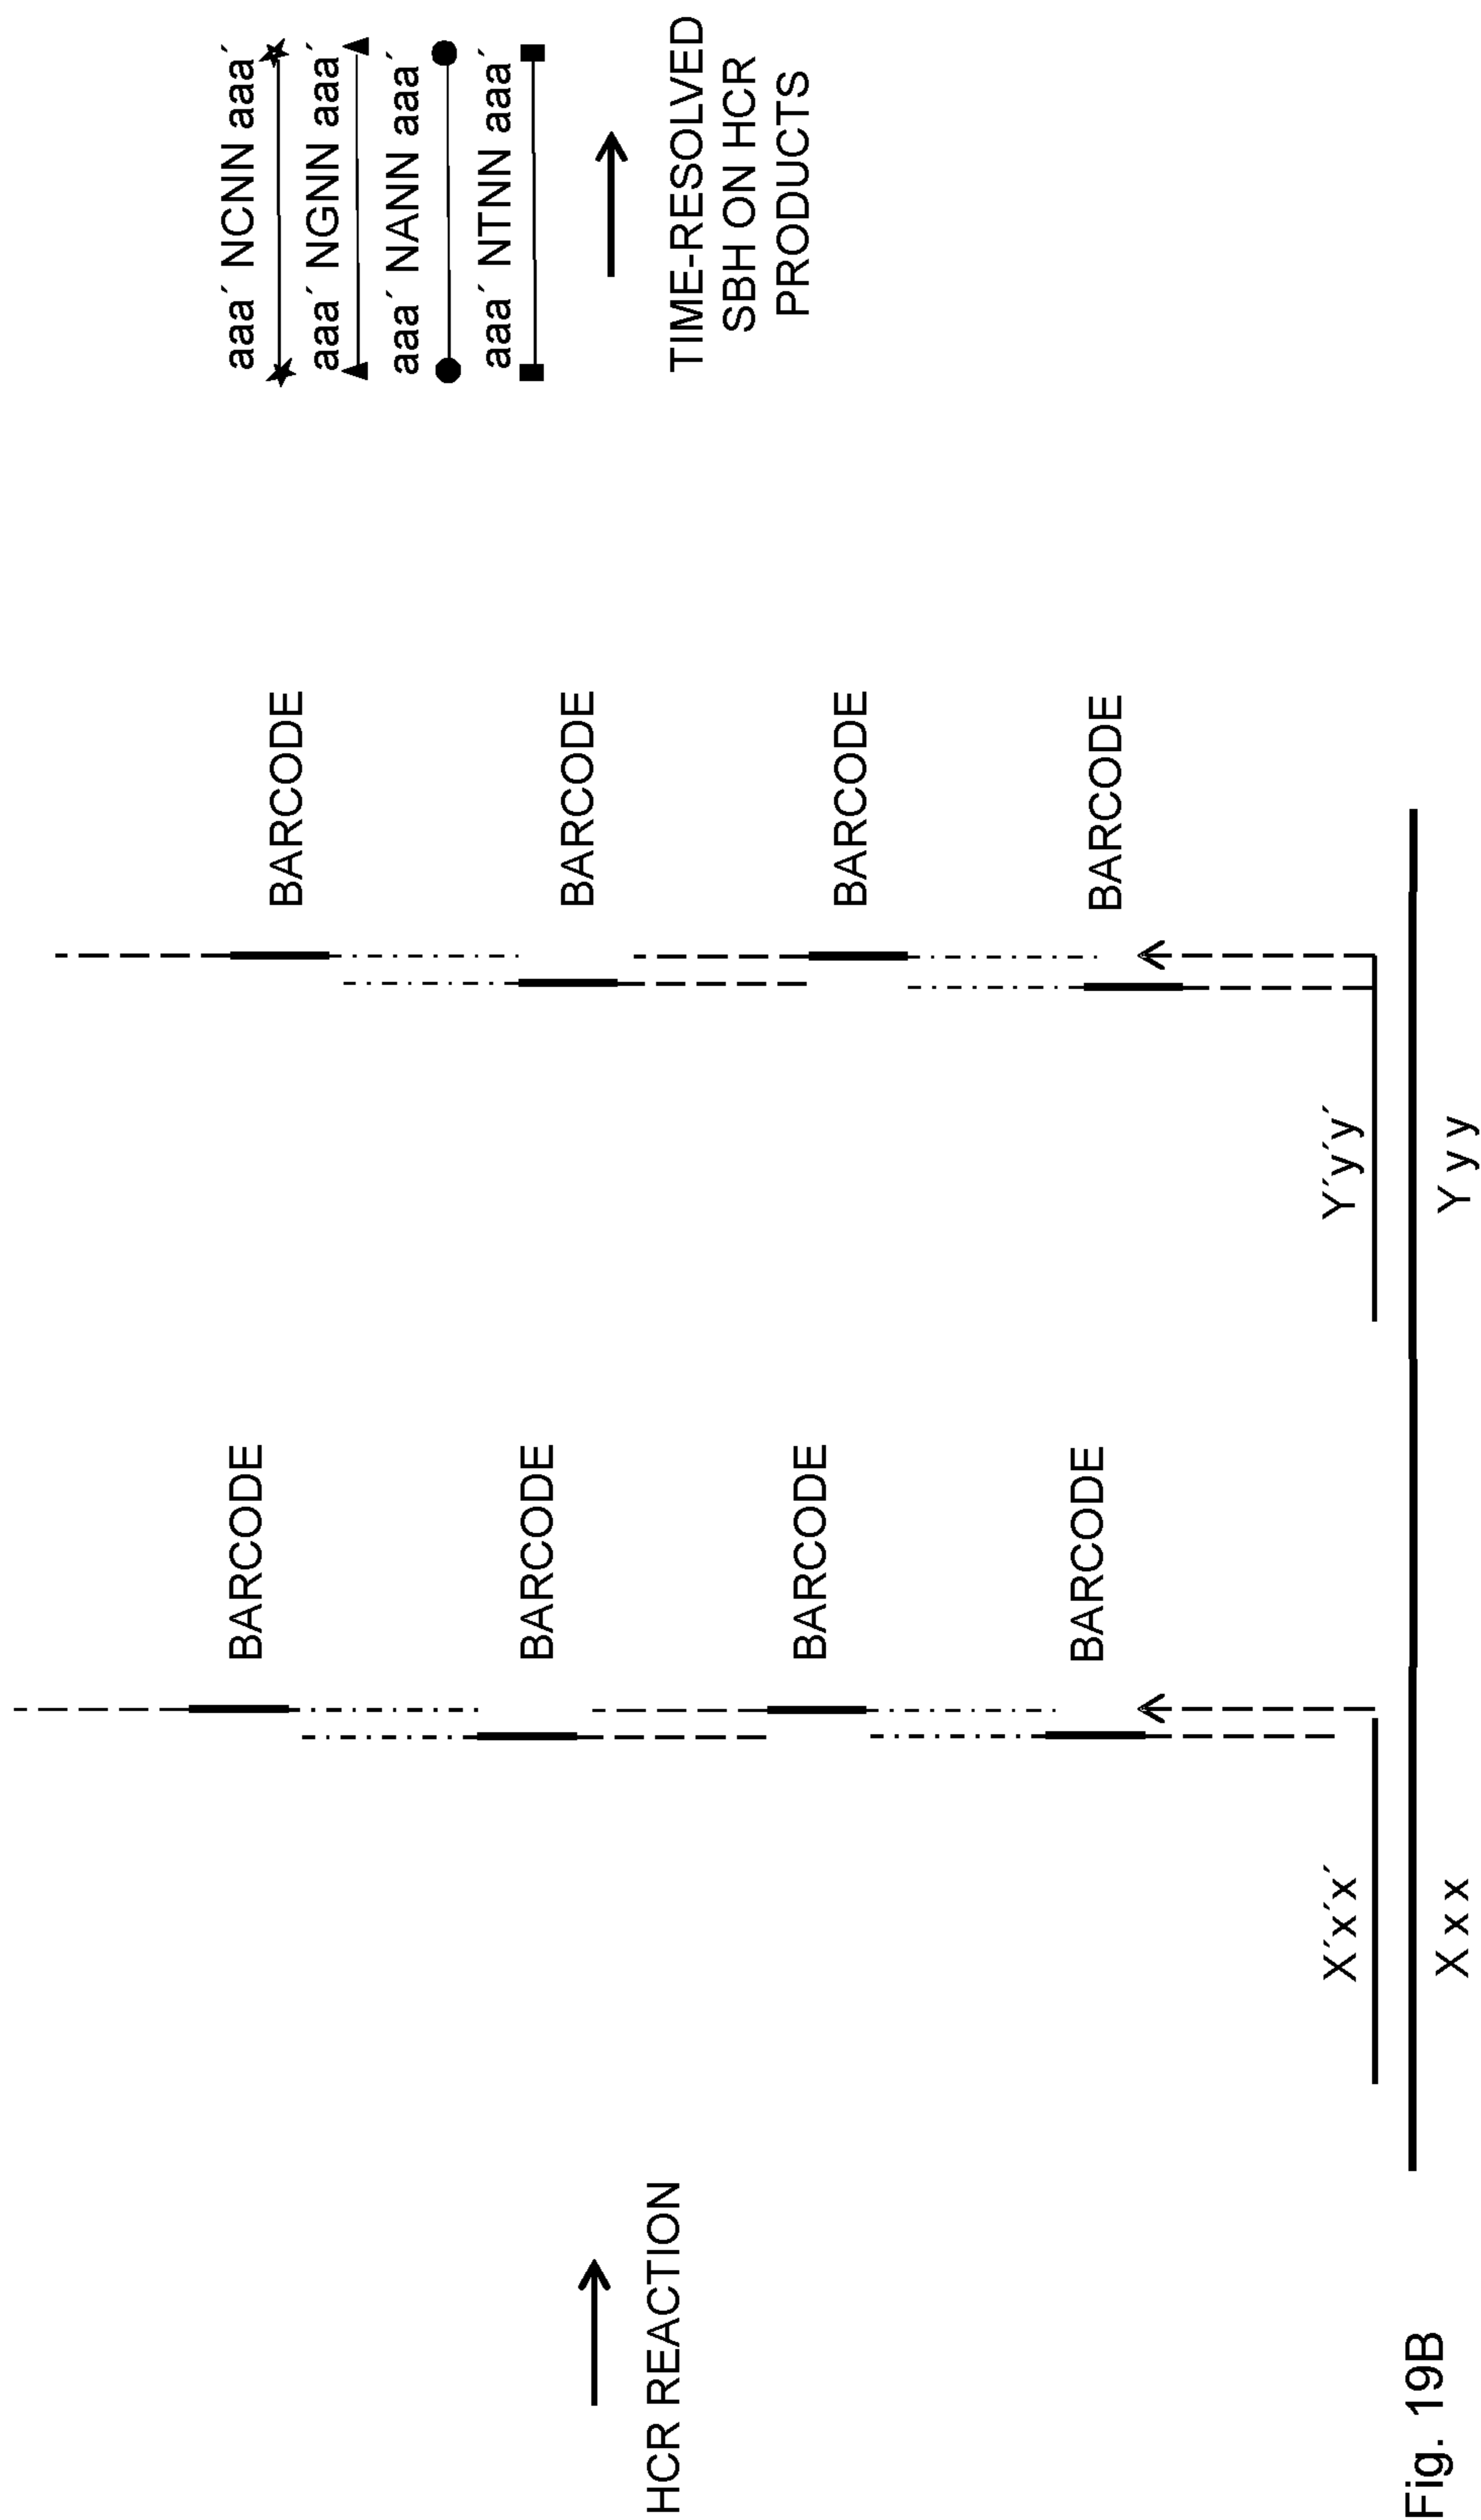 HCR REACTION
BARCODE
BARCODE
BARCODE
BARCODE
X´x´x´
X x x
BARCODE
BARCODE
BARCODE
BARCODE
Y´y´y´
Y y y
aaa´ NCNN aaa´
aaa´ NGNN aaa´
aaa´ NANN aaa´
aaa´ NTNN aaa´
TIME-RESOLVED
SBH ON HCR
PRODUCTS
Fig. 19B